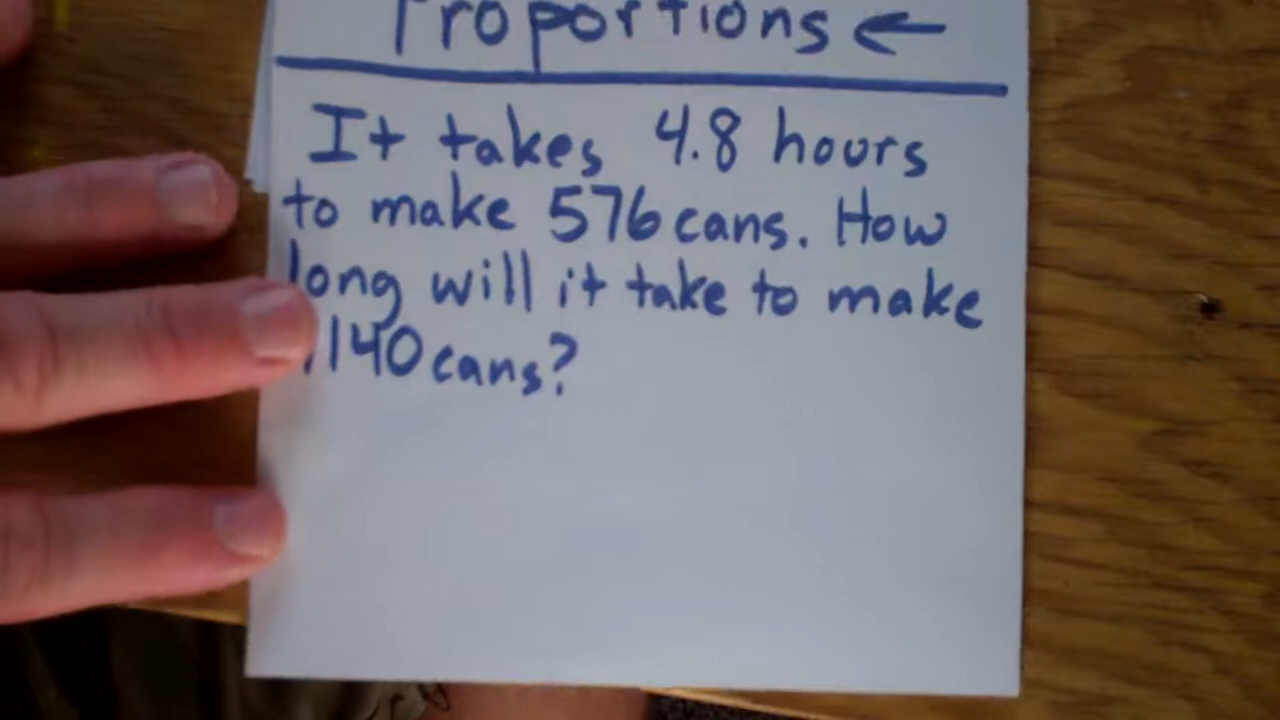 Proportions ←
It takes 4.8 hours
to make 576 cans. How
long will it take to make
1140 cans?